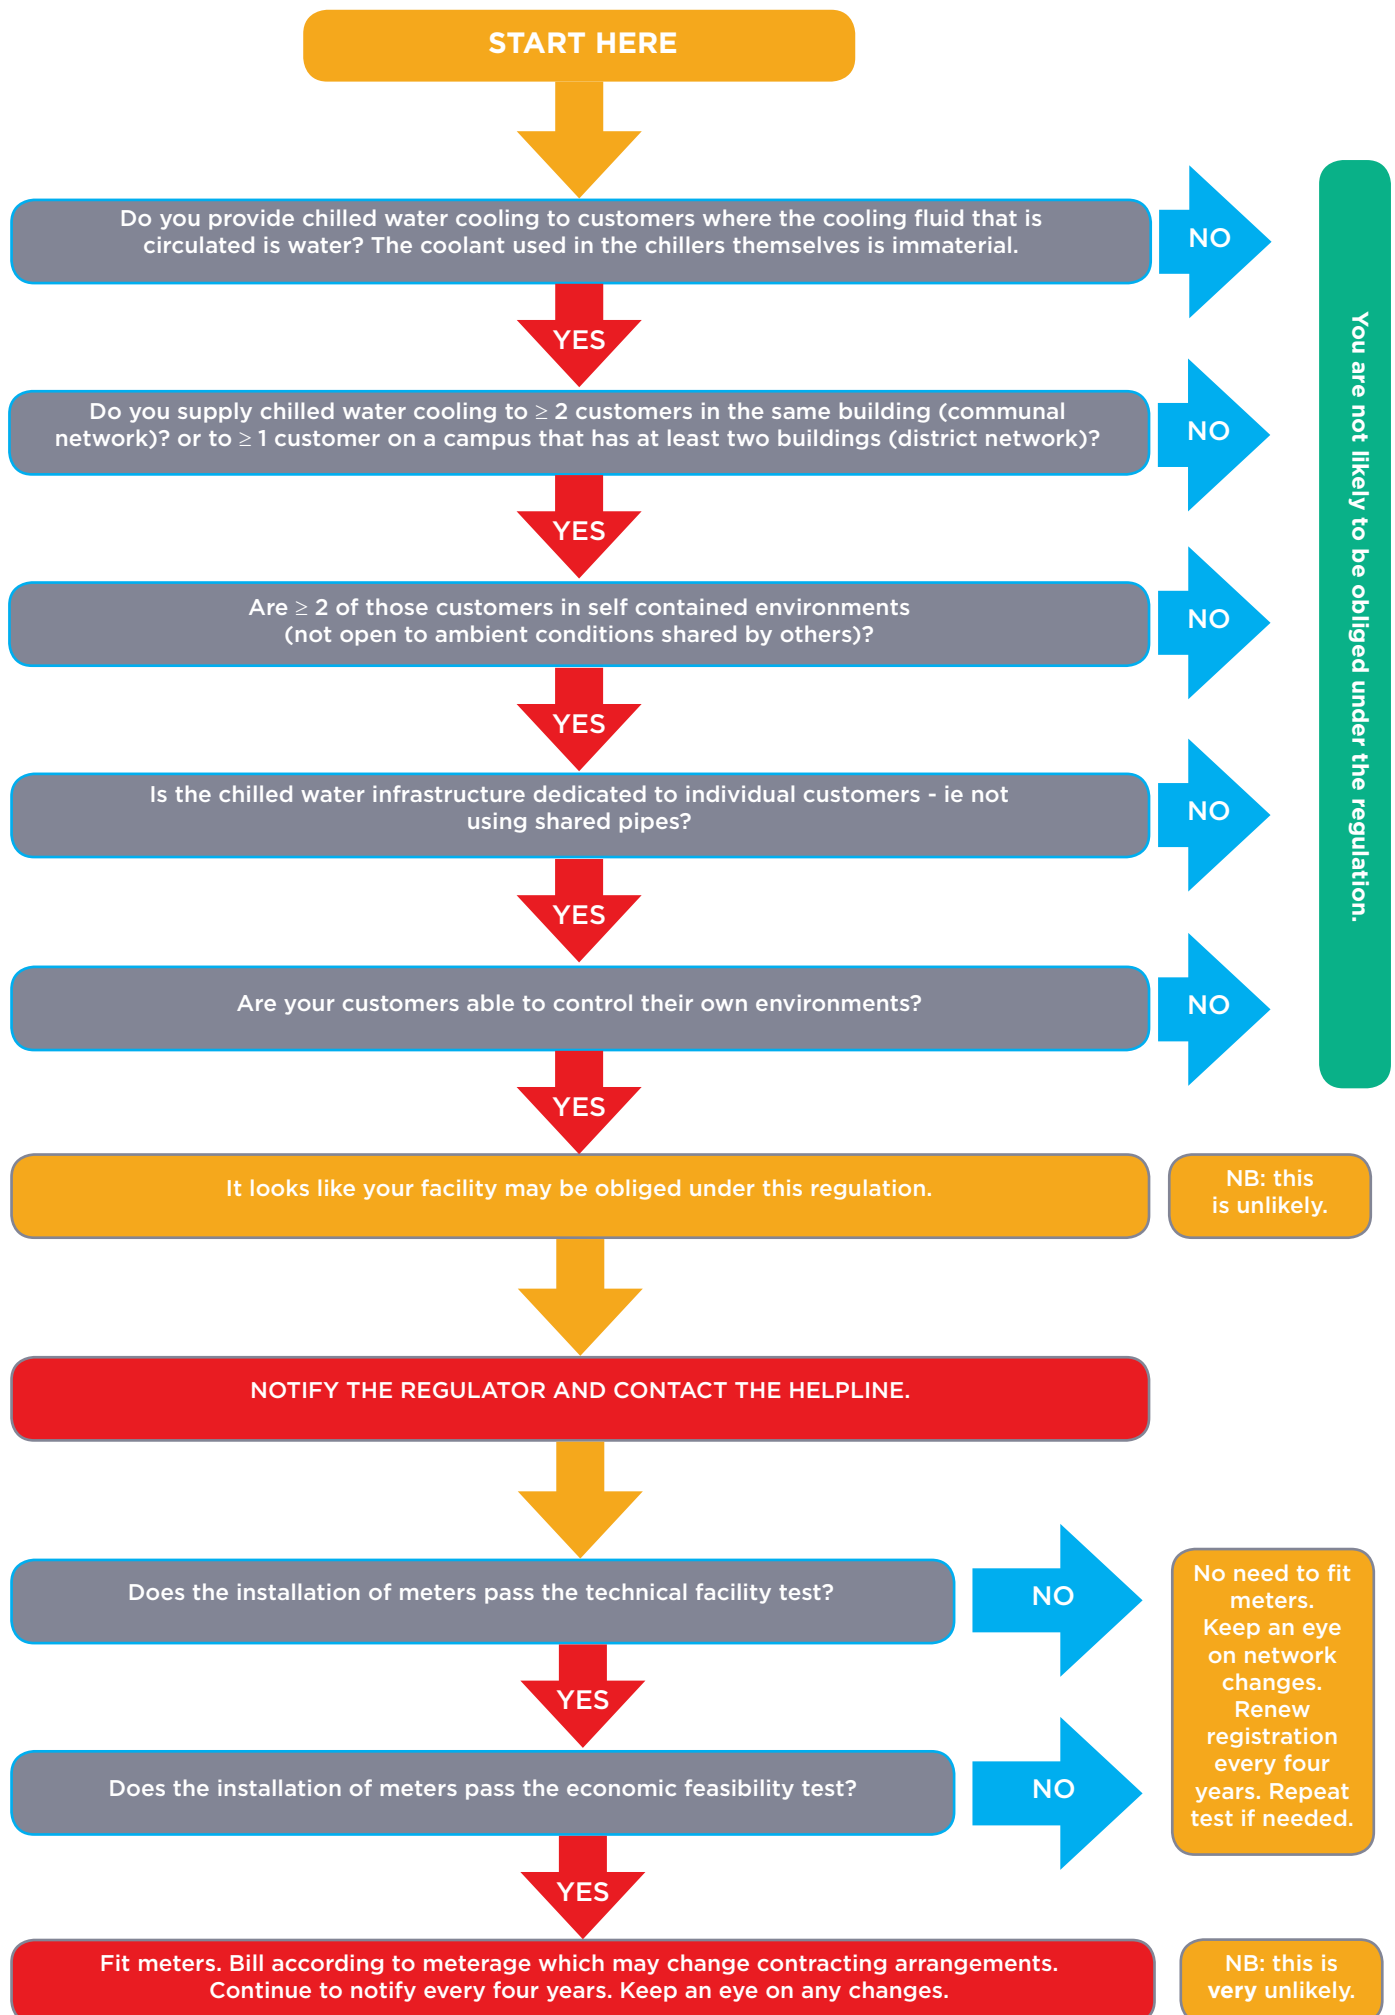 START HERE
Do you provide chilled water cooling to customers where the cooling fluid that is
circulated is water? The coolant used in the chillers themselves is immaterial.
NO
YES
Do you supply chilled water cooling to ≥ 2 customers in the same building (communal
network)? or to ≥ 1 customer on a campus that has at least two buildings (district network)?
NO
YES
Are ≥ 2 of those customers in self contained environments
(not open to ambient conditions shared by others)?
NO
YES
Is the chilled water infrastructure dedicated to individual customers - ie not
using shared pipes?
NO
YES
Are your customers able to control their own environments?
NO
You are not likely to be obliged under the regulation.
YES
It looks like your facility may be obliged under this regulation.
NB: this
is unlikely.
NOTIFY THE REGULATOR AND CONTACT THE HELPLINE.
Does the installation of meters pass the technical facility test?
NO
YES
Does the installation of meters pass the economic feasibility test?
NO
No need to fit
meters.
Keep an eye
on network
changes.
Renew
registration
every four
years. Repeat
test if needed.
YES
Fit meters. Bill according to meterage which may change contracting arrangements.
Continue to notify every four years. Keep an eye on any changes.
NB: this is
very unlikely.